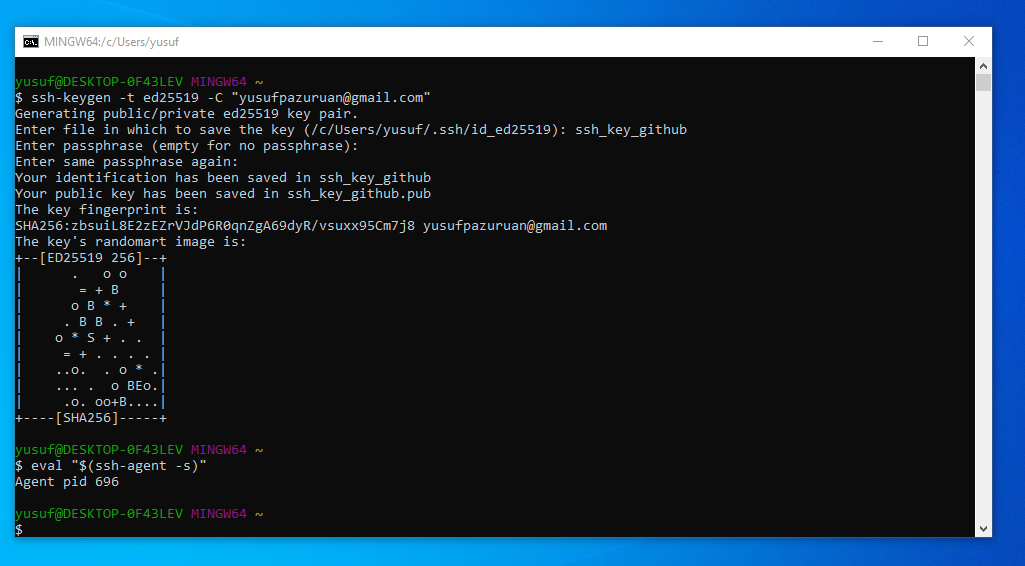 MINGW64:/c/Users/yusuf
yusuf@DESKTOP-0F43LEV MINGW64 ~
$ ssh-keygen -t ed25519 -C "yusufpazuruan@gmail.com"
Generating public/private ed25519 key pair.
Enter file in which to save the key (/c/Users/yusuf/.ssh/id_ed25519): ssh_key_github
Enter passphrase (empty for no passphrase):
Enter same passphrase again:
Your identification has been saved in ssh_key_github
Your public key has been saved in ssh_key_github.pub
The key fingerprint is:
SHA256:zbsuiL8E2zEZrVJdP6R0qnZgA69dyR/vsuxx95Cm7j8 yusufpazuruan@gmail.com
The key's randomart image is:
+--[ED25519 256]--+
|      .   o o    |
|       = + B     |
|      o B * +    |
|     . B B . +   |
|    o * S + . .  |
|     = + . . . . |
|    ..o.  . o * .|
|    ... .  o BEo.|
|     .o. oo+B....|
+----[SHA256]-----+
yusuf@DESKTOP-0F43LEV MINGW64 ~
$ eval "$(ssh-agent -s)"
Agent pid 696
yusuf@DESKTOP-0F43LEV MINGW64 ~
$